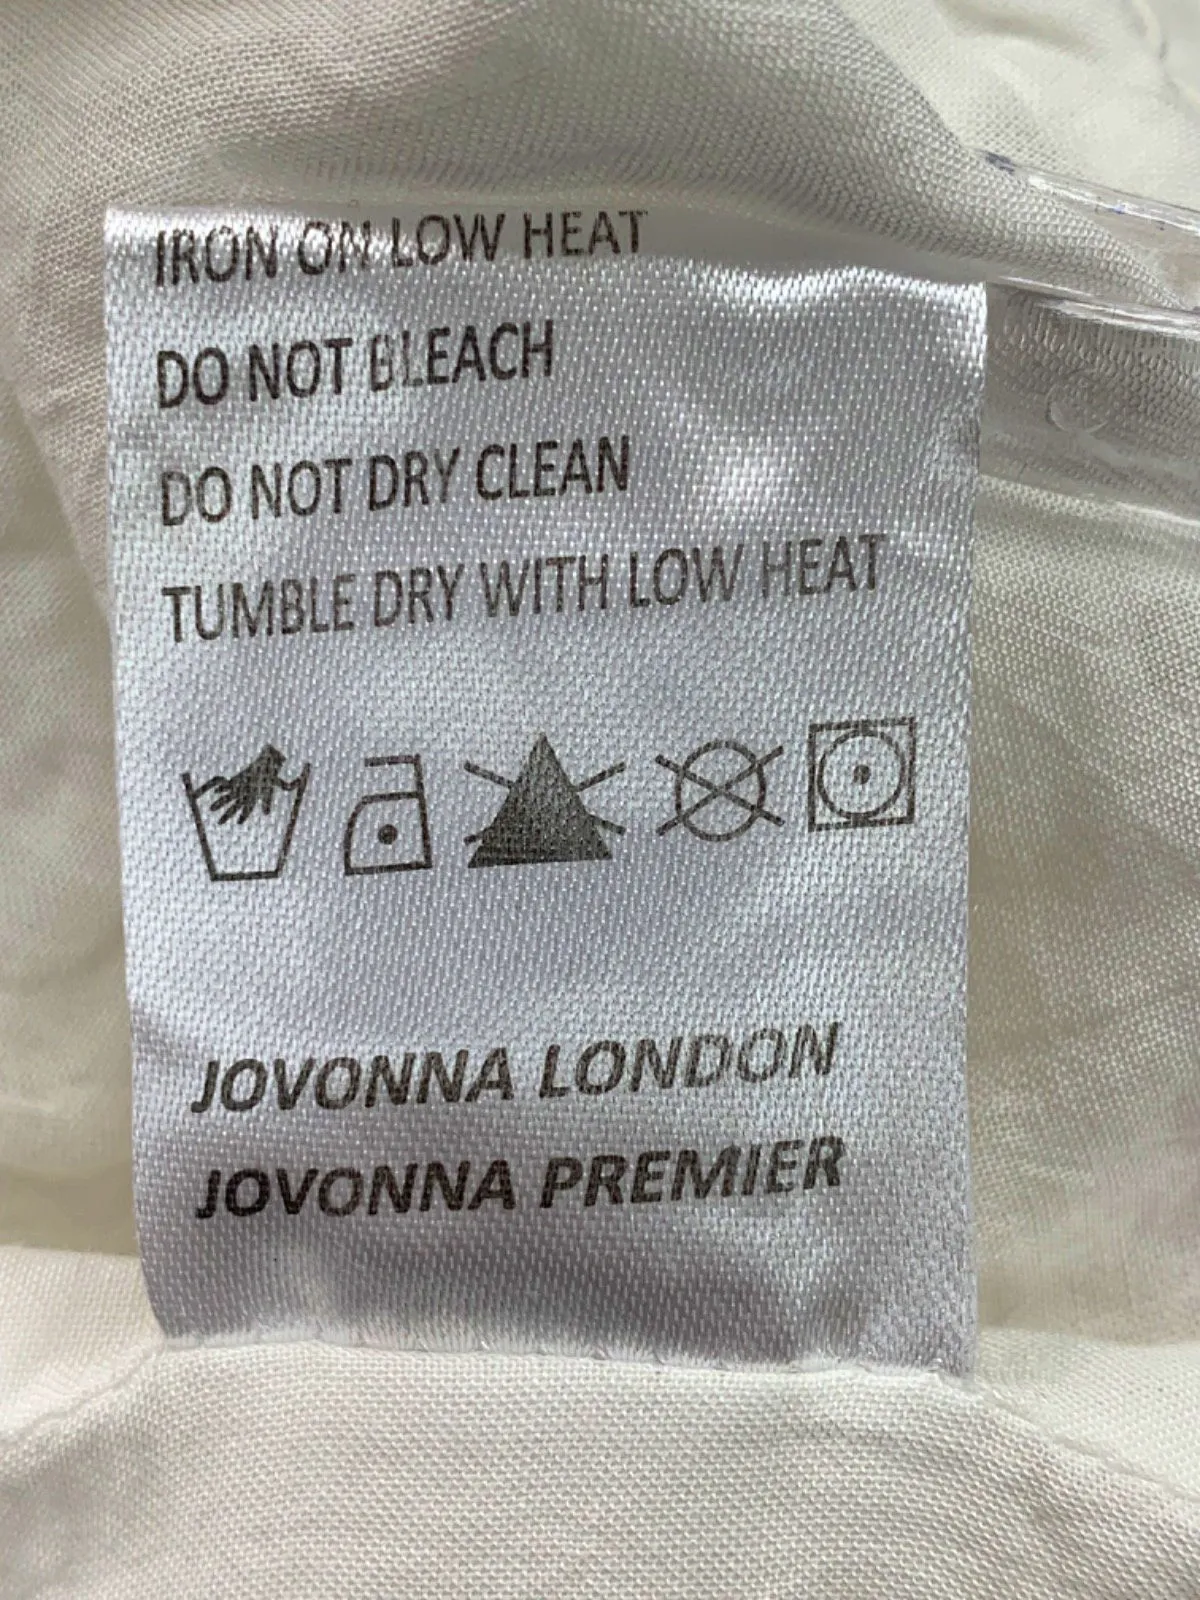 IRON ON LOW HEAT
DO NOT BLEACH
DO NOT DRY CLEAN
TUMBLE DRY WITH LOW HEAT
JOVONNA LONDON
JOVONNA PREMIER